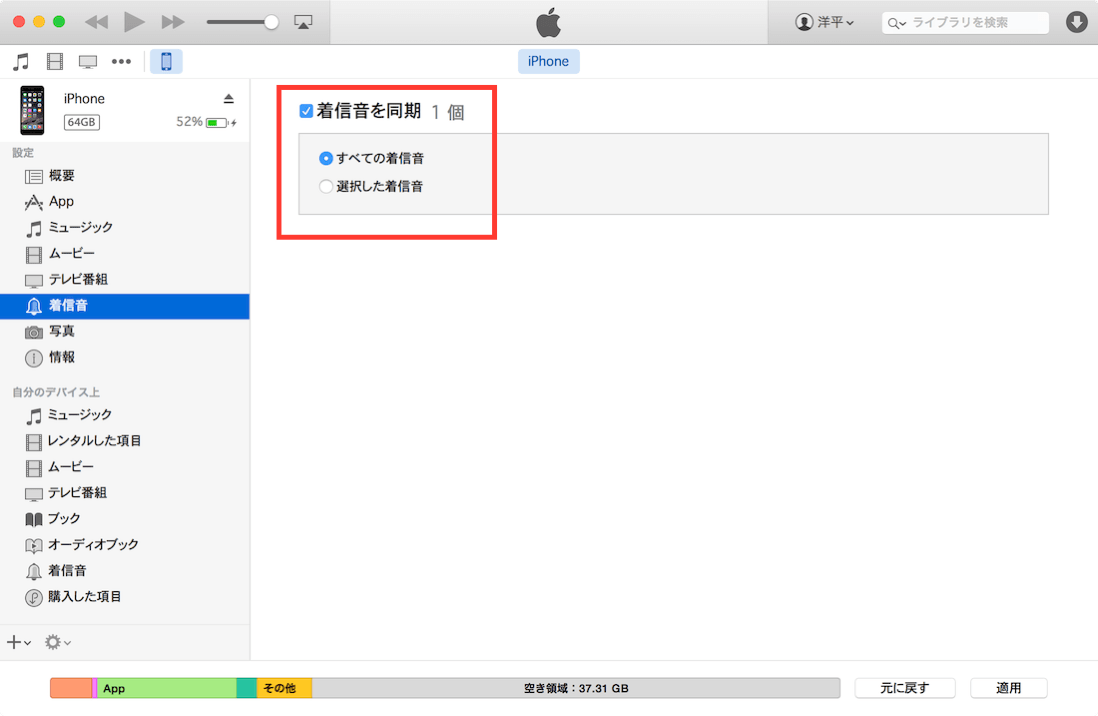 洋平
ライブラリを検索
iPhone
iPhone
64GB
52%
設定
概要
App
ミュージック
ムービー
テレビ番組
着信音
写真
情報
自分のデバイス上
ミュージック
レンタルした項目
ムービー
テレビ番組
ブック
オーディオブック
着信音
購入した項目
着信音を同期 1 個
すべての着信音
選択した着信音
App
その他
空き領域：37.31 GB
元に戻す
適用